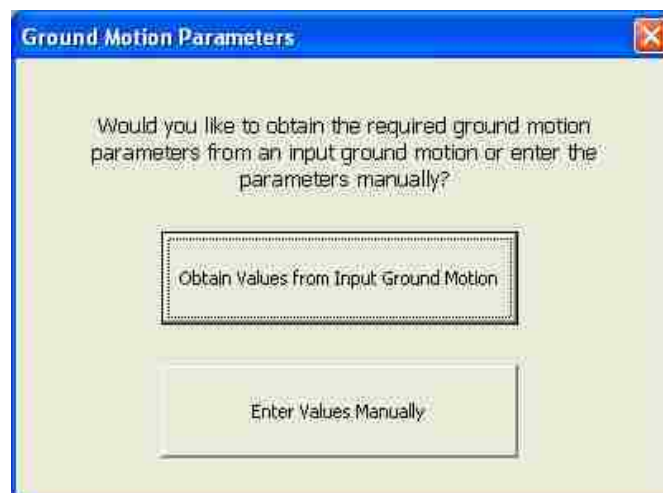 Ground Motion Parameters
Would you like to obtain the required ground motion
parameters from an input ground motion or enter the
parameters manually?
Obtain Values from Input Ground Motion
Enter Values Manually